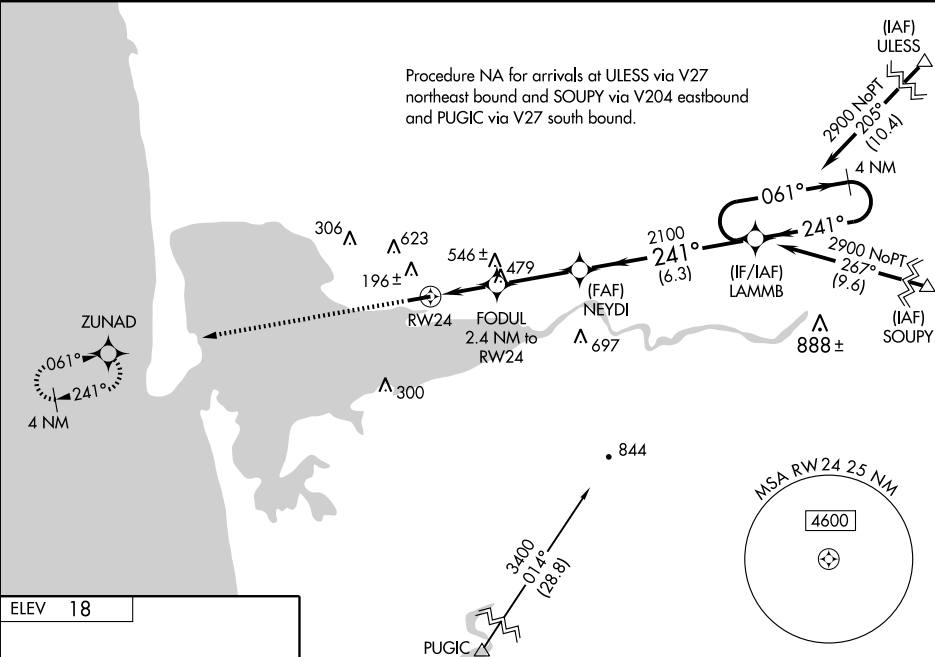 (IAF)
ULESS
Procedure NA for arrivals at ULESS via V27
northeast bound and SOUPY via V204 eastbound
and PUGIC via V27 south bound.
2900 NoPT
205°
(10.4)
4 NM
061°
241°
2100
241°
(6.3)
2900 NoPT
267°
(9.6)
(IF/IAF)
LAMMB
(IAF)
SOUPY
306
623
196±
546±
479
(FAF)
NEYDI
RW24
FODUL
2.4 NM to
RW24
697
888±
ZUNAD
061°
241°
4 NM
300
844
MSA RW24 25 NM
4600
3400
014°
(28.8)
PUGIC
ELEV 18